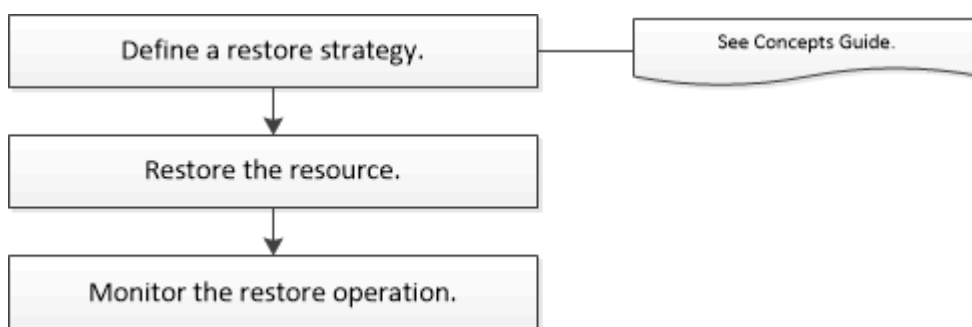 Define a restore strategy.
See Concepts Guide.
Restore the resource.
Monitor the restore operation.